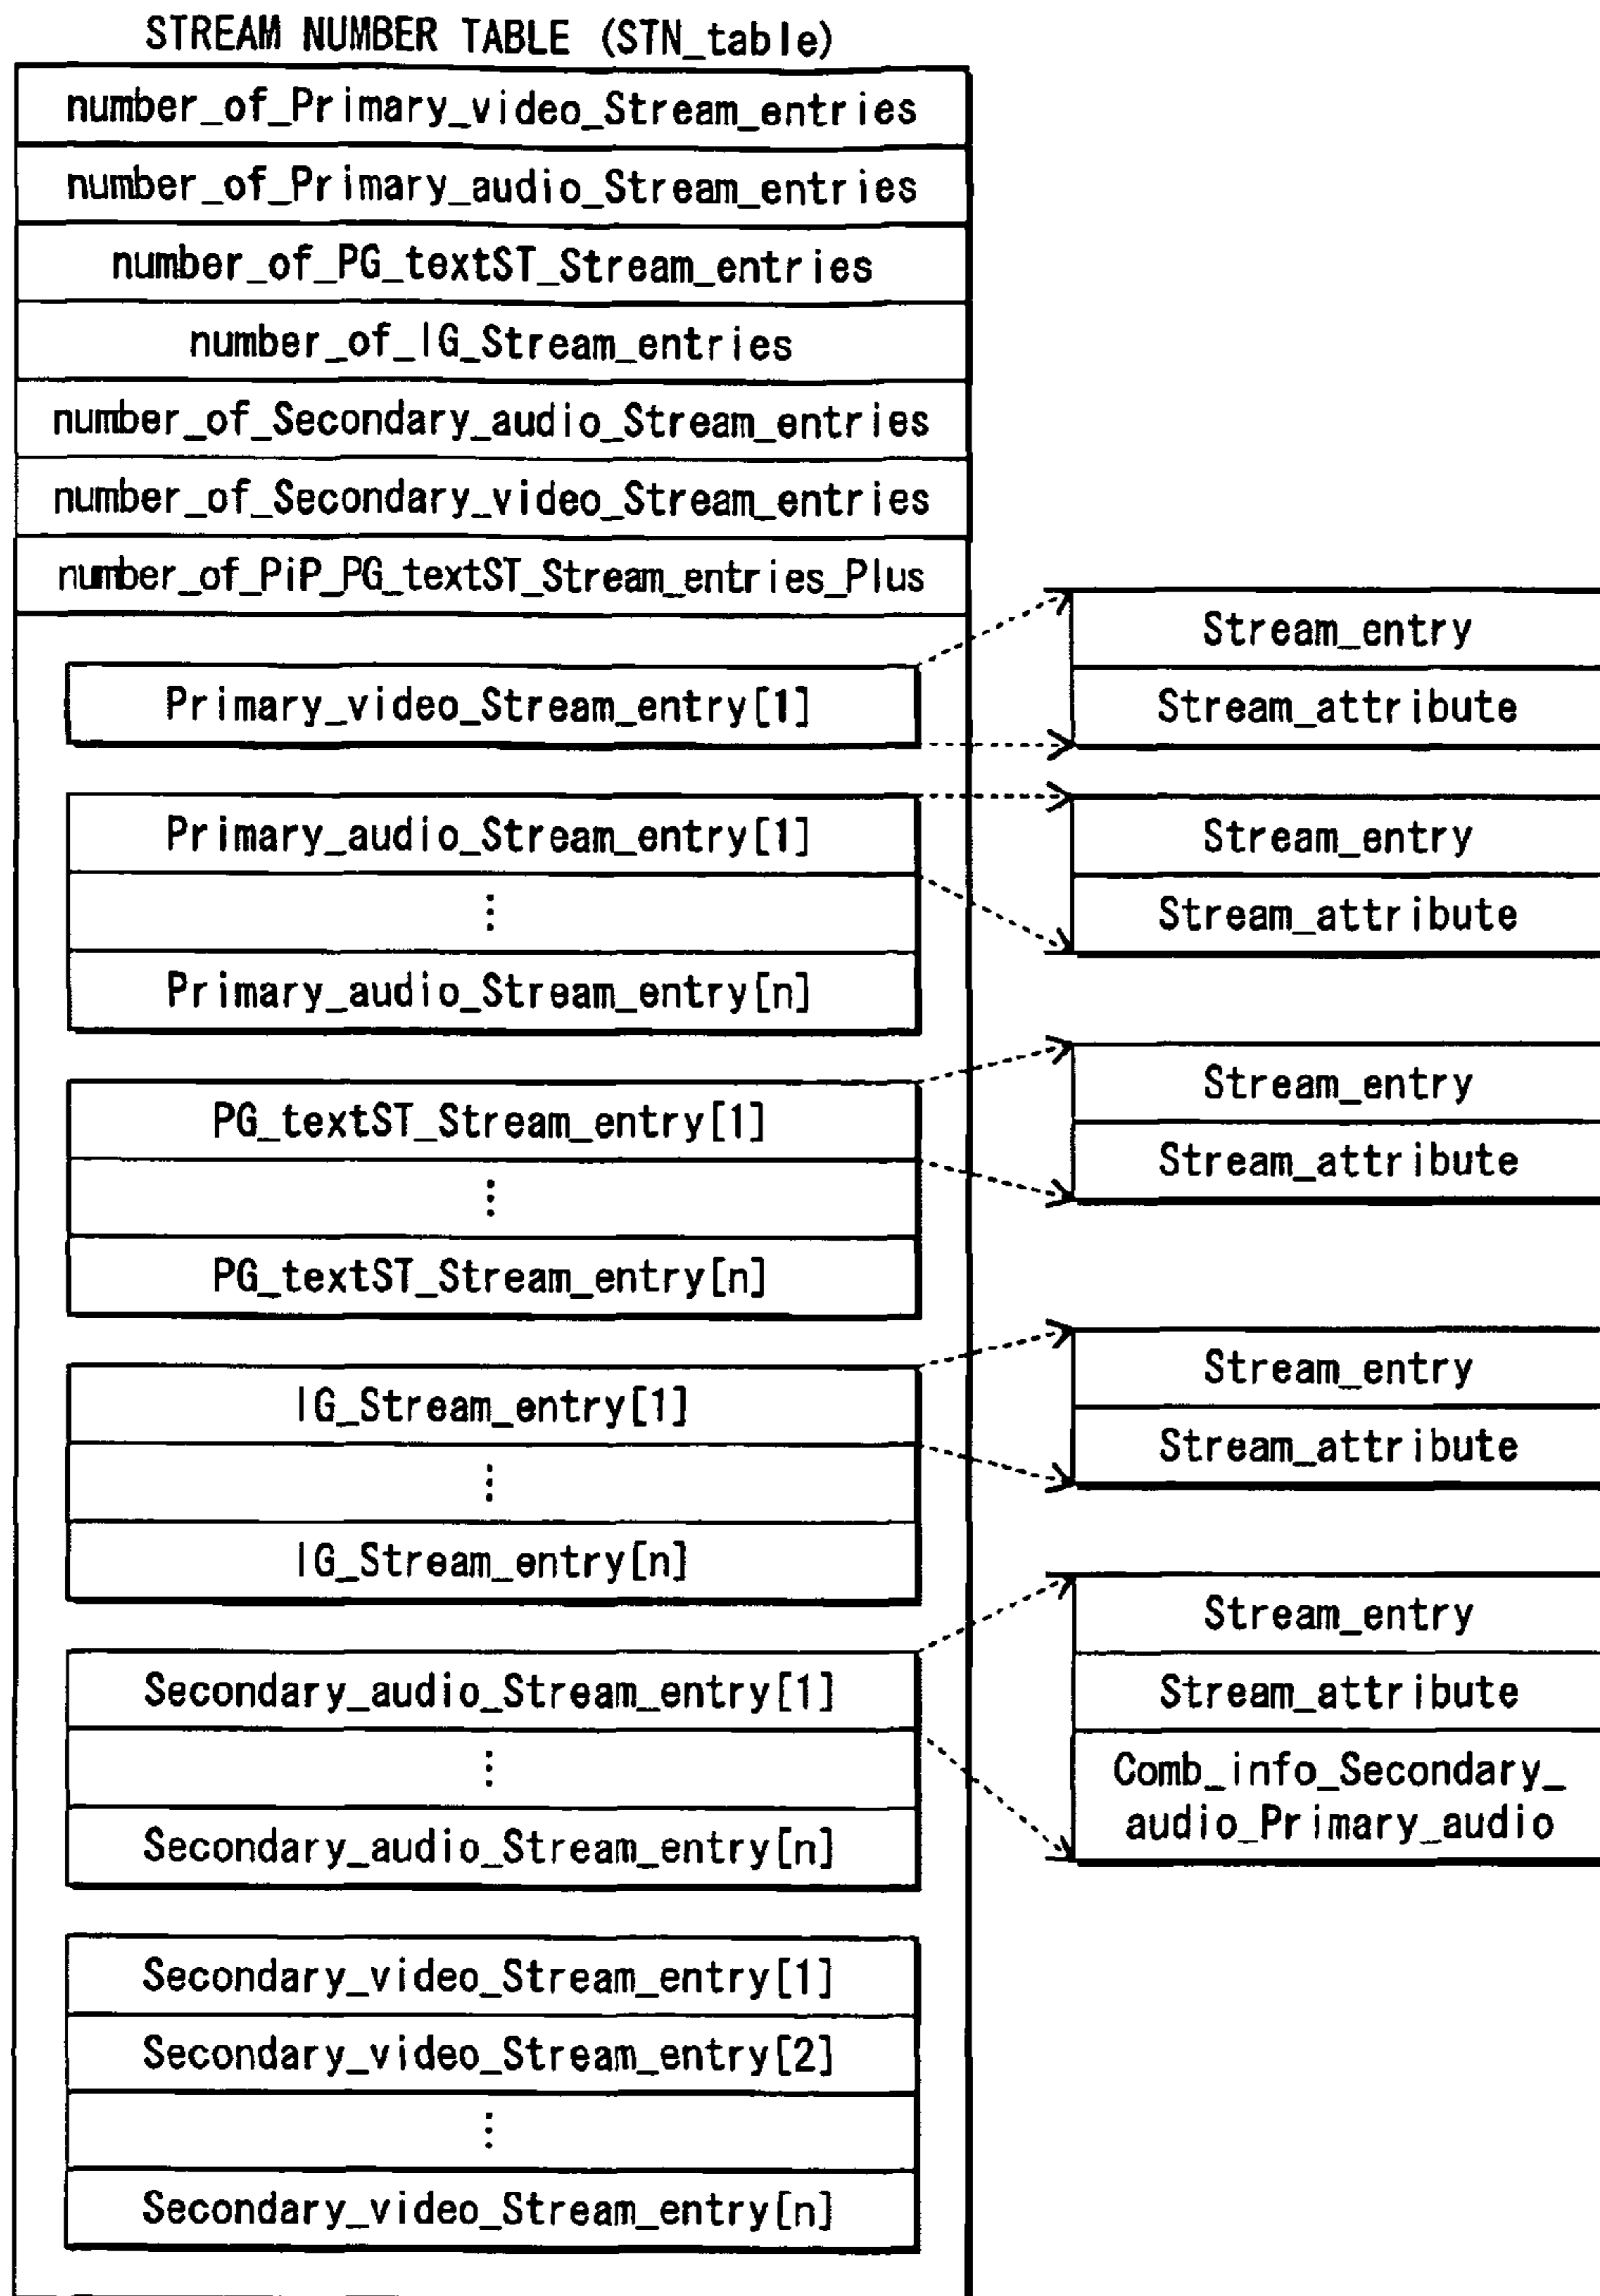 STREAM NUMBER TABLE (STN_table)
number_of_Primary_video_Stream_entries
number_of_Primary_audio_Stream_entries
number_of_PG_textST_Stream_entries
number_of_IG_Stream_entries
number_of_Secondary_audio_Stream_entries
number_of_Secondary_video_Stream_entries
number_of_PiP_PG_textST_Stream_entries_Plus
Primary_video_Stream_entry[1]
Stream_entry
Stream_attribute
Primary_audio_Stream_entry[1]
⋮
Primary_audio_Stream_entry[n]
Stream_entry
Stream_attribute
PG_textST_Stream_entry[1]
⋮
PG_textST_Stream_entry[n]
Stream_entry
Stream_attribute
IG_Stream_entry[1]
⋮
IG_Stream_entry[n]
Stream_entry
Stream_attribute
Secondary_audio_Stream_entry[1]
⋮
Secondary_audio_Stream_entry[n]
Stream_entry
Stream_attribute
Comb_info_Secondary_
audio_Primary_audio
Secondary_video_Stream_entry[1]
Secondary_video_Stream_entry[2]
⋮
Secondary_video_Stream_entry[n]